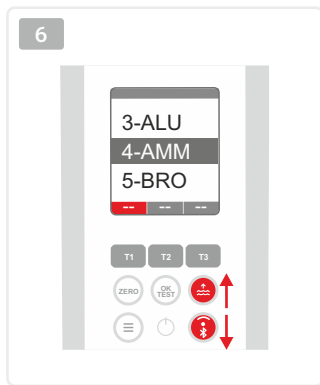 6
3-ALU
4-AMM
5-BRO
-- -- --
T1 T2 T3
ZERO OK
TEST